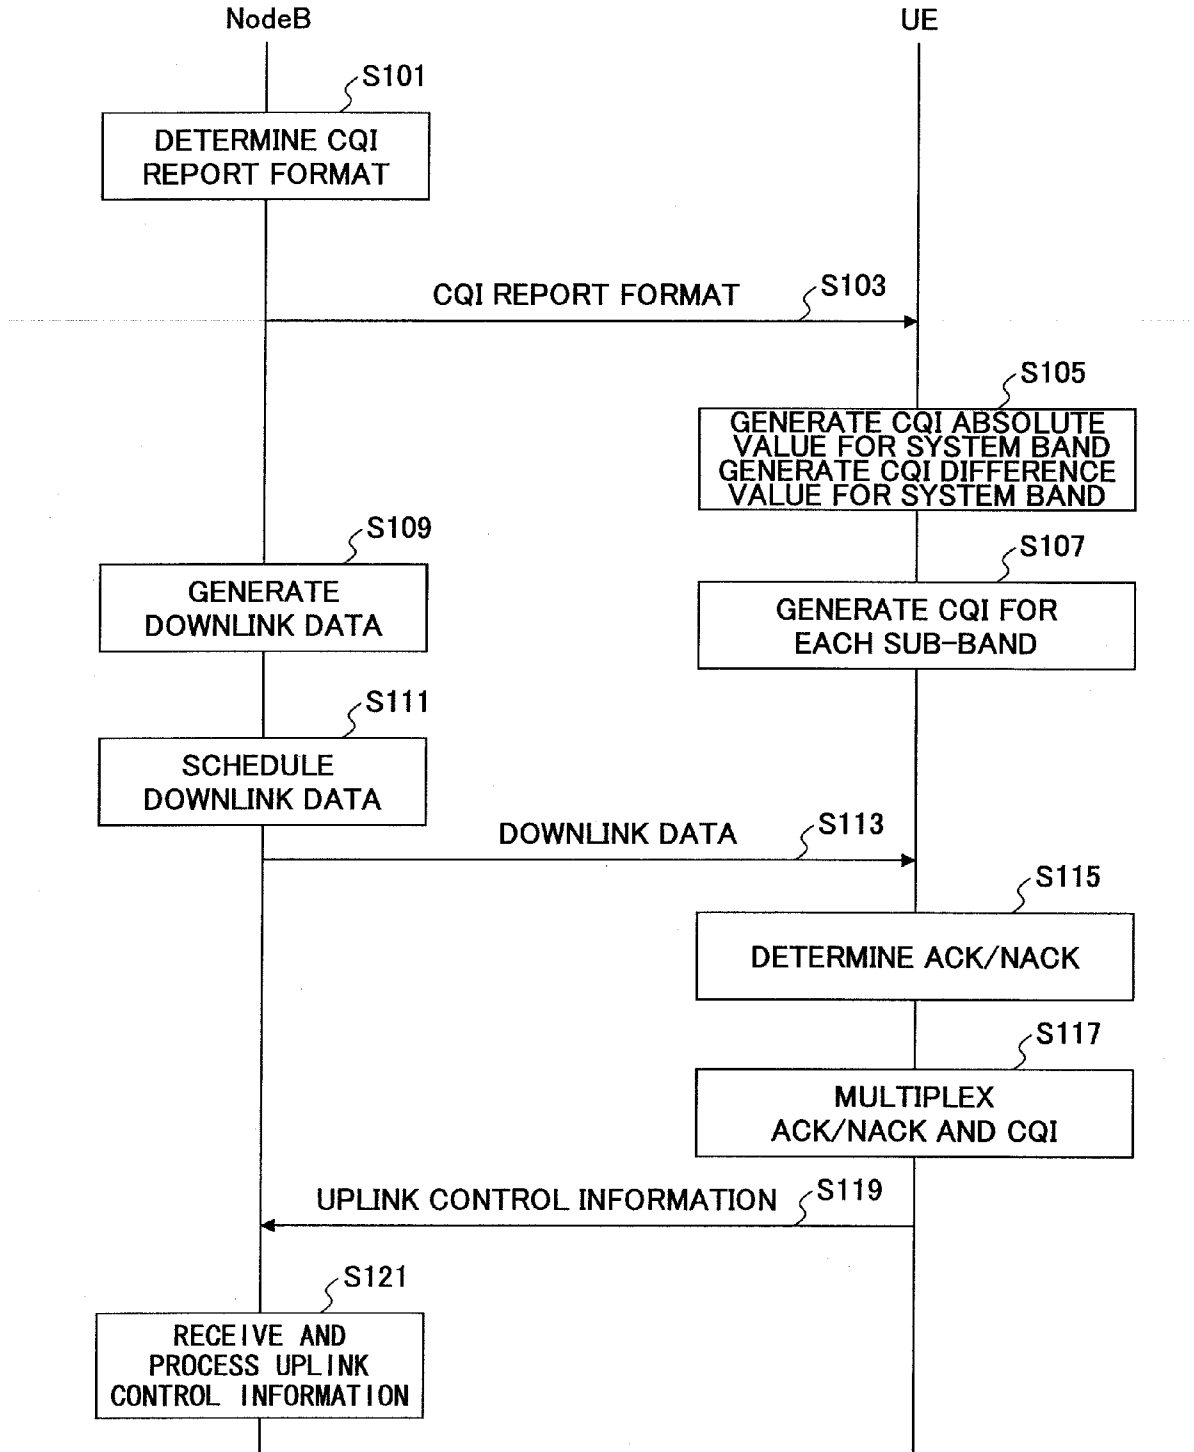 NodeB
UE
S101
DETERMINE CQI
REPORT FORMAT
CQI REPORT FORMAT
S103
S105
GENERATE CQI ABSOLUTE
VALUE FOR SYSTEM BAND
GENERATE CQI DIFFERENCE
VALUE FOR SYSTEM BAND
S109
GENERATE
DOWNLINK DATA
S107
GENERATE CQI FOR
EACH SUB-BAND
S111
SCHEDULE
DOWNLINK DATA
DOWNLINK DATA
S113
S115
DETERMINE ACK/NACK
S117
MULTIPLEX
ACK/NACK AND CQI
UPLINK CONTROL INFORMATION
S119
S121
RECEIVE AND
PROCESS UPLINK
CONTROL INFORMATION